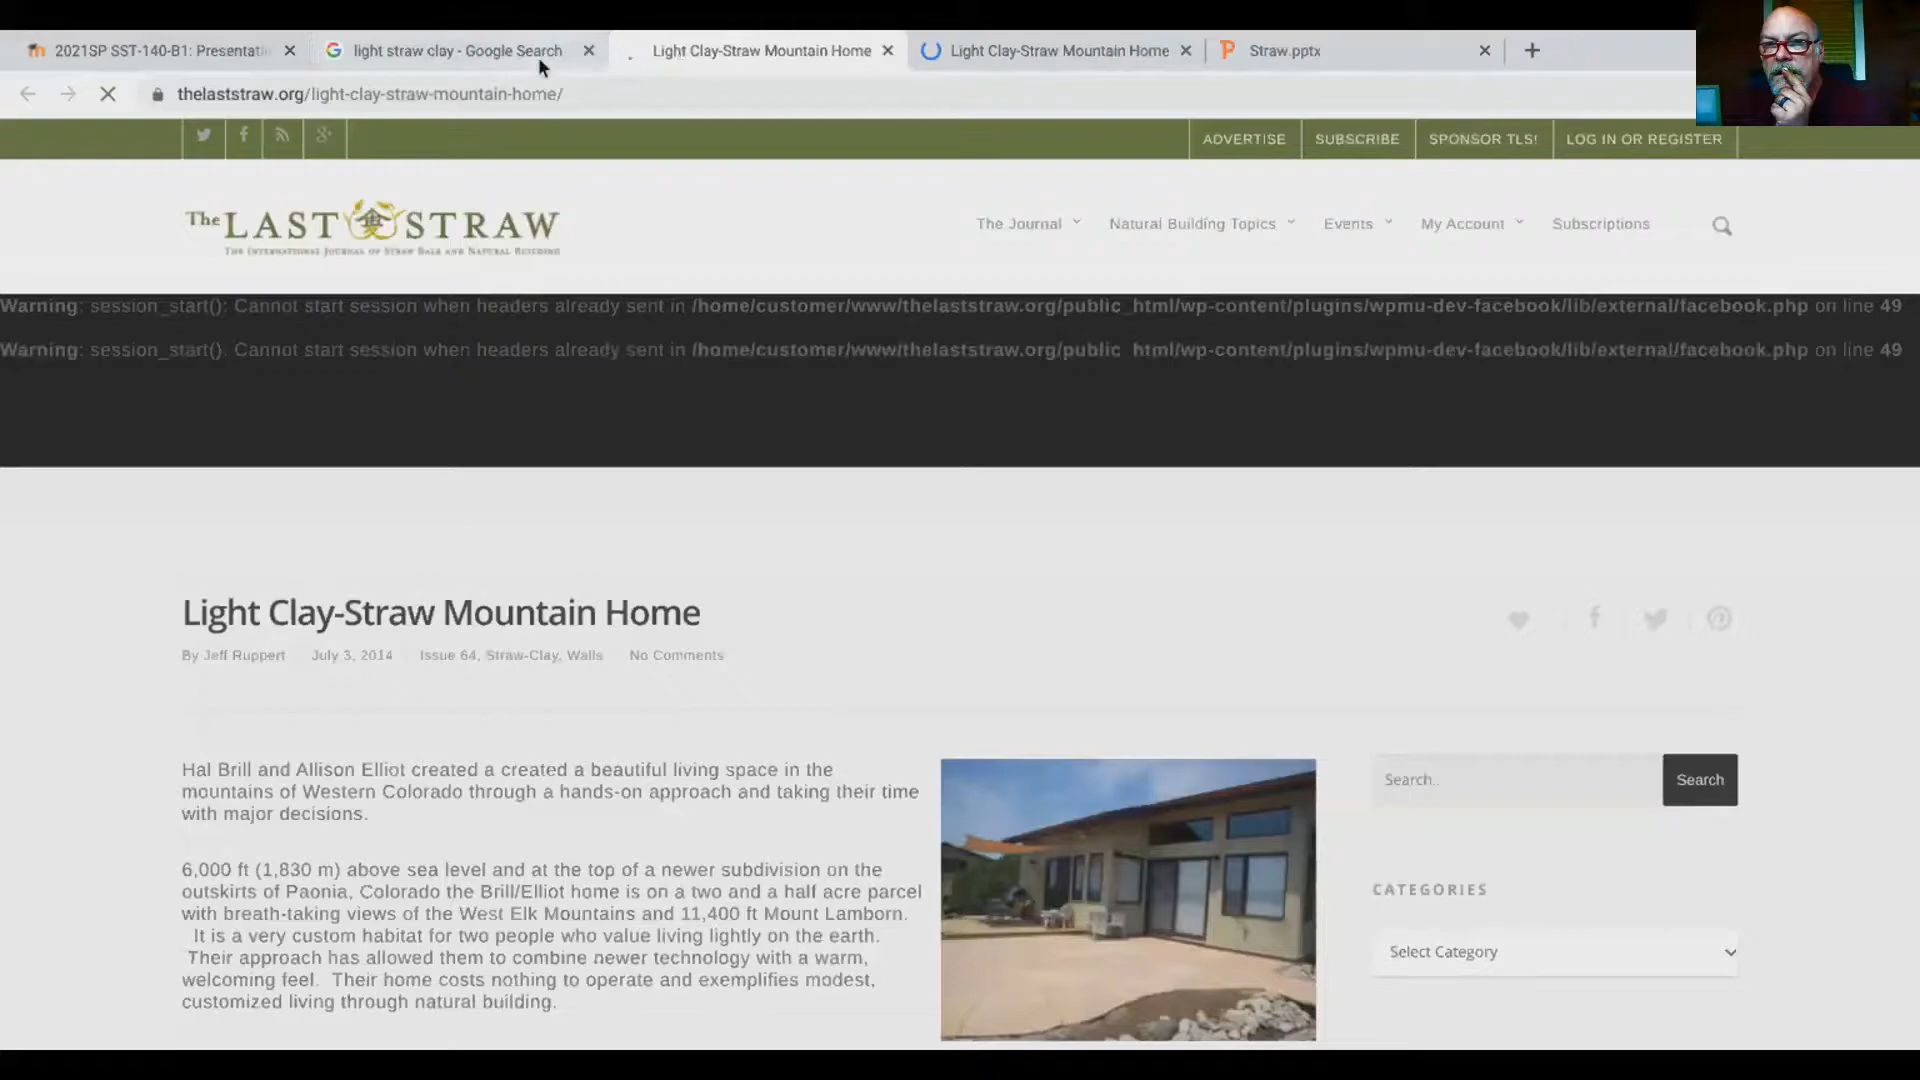 2021SP SST-140-B1: Presentati
light straw clay - Google Search
Light Clay-Straw Mountain Home
Light Clay-Straw Mountain Home
Straw.pptx
thelaststraw.org/light-clay-straw-mountain-home/
ADVERTISE
SUBSCRIBE
SPONSOR TLS!
LOG IN OR REGISTER
The LAST STRAW
THE INTERNATIONAL JOURNAL OF STRAW BALE AND NATURAL BUILDING
The Journal
Natural Building Topics
Events
My Account
Subscriptions
Warning: session_start(): Cannot start session when headers already sent in /home/customer/www/thelaststraw.org/public_html/wp-content/plugins/wpmu-dev-facebook/lib/external/facebook.php on line 49
Warning: session_start(): Cannot start session when headers already sent in /home/customer/www/thelaststraw.org/public_html/wp-content/plugins/wpmu-dev-facebook/lib/external/facebook.php on line 49
Light Clay-Straw Mountain Home
By Jeff Ruppert July 3, 2014 Issue 64, Straw-Clay, Walls No Comments
Hal Brill and Allison Elliot created a created a beautiful living space in the
mountains of Western Colorado through a hands-on approach and taking their time
with major decisions.
6,000 ft (1,830 m) above sea level and at the top of a newer subdivision on the
outskirts of Paonia, Colorado the Brill/Elliot home is on a two and a half acre parcel
with breath-taking views of the West Elk Mountains and 11,400 ft Mount Lamborn.
It is a very custom habitat for two people who value living lightly on the earth.
Their approach has allowed them to combine newer technology with a warm,
welcoming feel. Their home costs nothing to operate and exemplifies modest,
customized living through natural building.
Search..
Search
CATEGORIES
Select Category